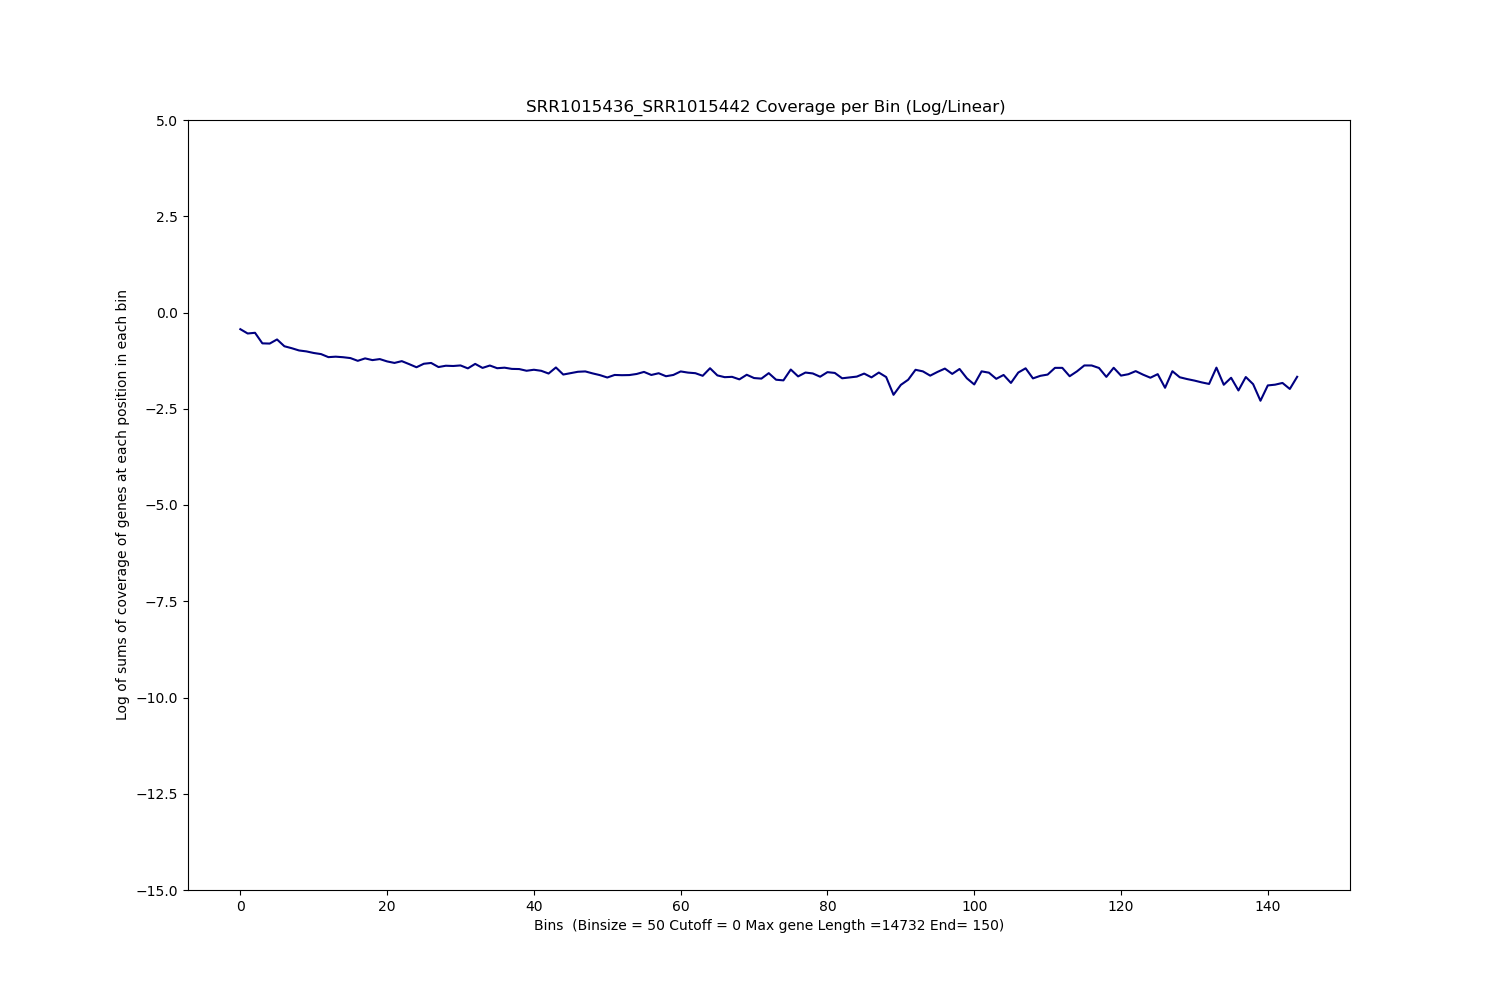 SRR1015436_SRR1015442 Coverage per Bin (Log/Linear)
Log of sums of coverage of genes at each position in each bin
5.0
2.5
0.0
−2.5
−5.0
−7.5
−10.0
−12.5
−15.0
0 20 40 60 80 100 120 140
Bins  (Binsize = 50 Cutoff = 0 Max gene Length =14732 End= 150)